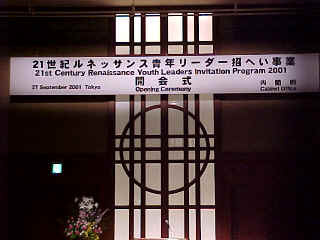 21世紀ルネッサンス青年リーダー招へい事業
21st Century Renaissance Youth Leaders Invitation Program 2001
開会式
内閣府
27 September 2001 Tokyo
Opening Ceremony
Cabinet Office